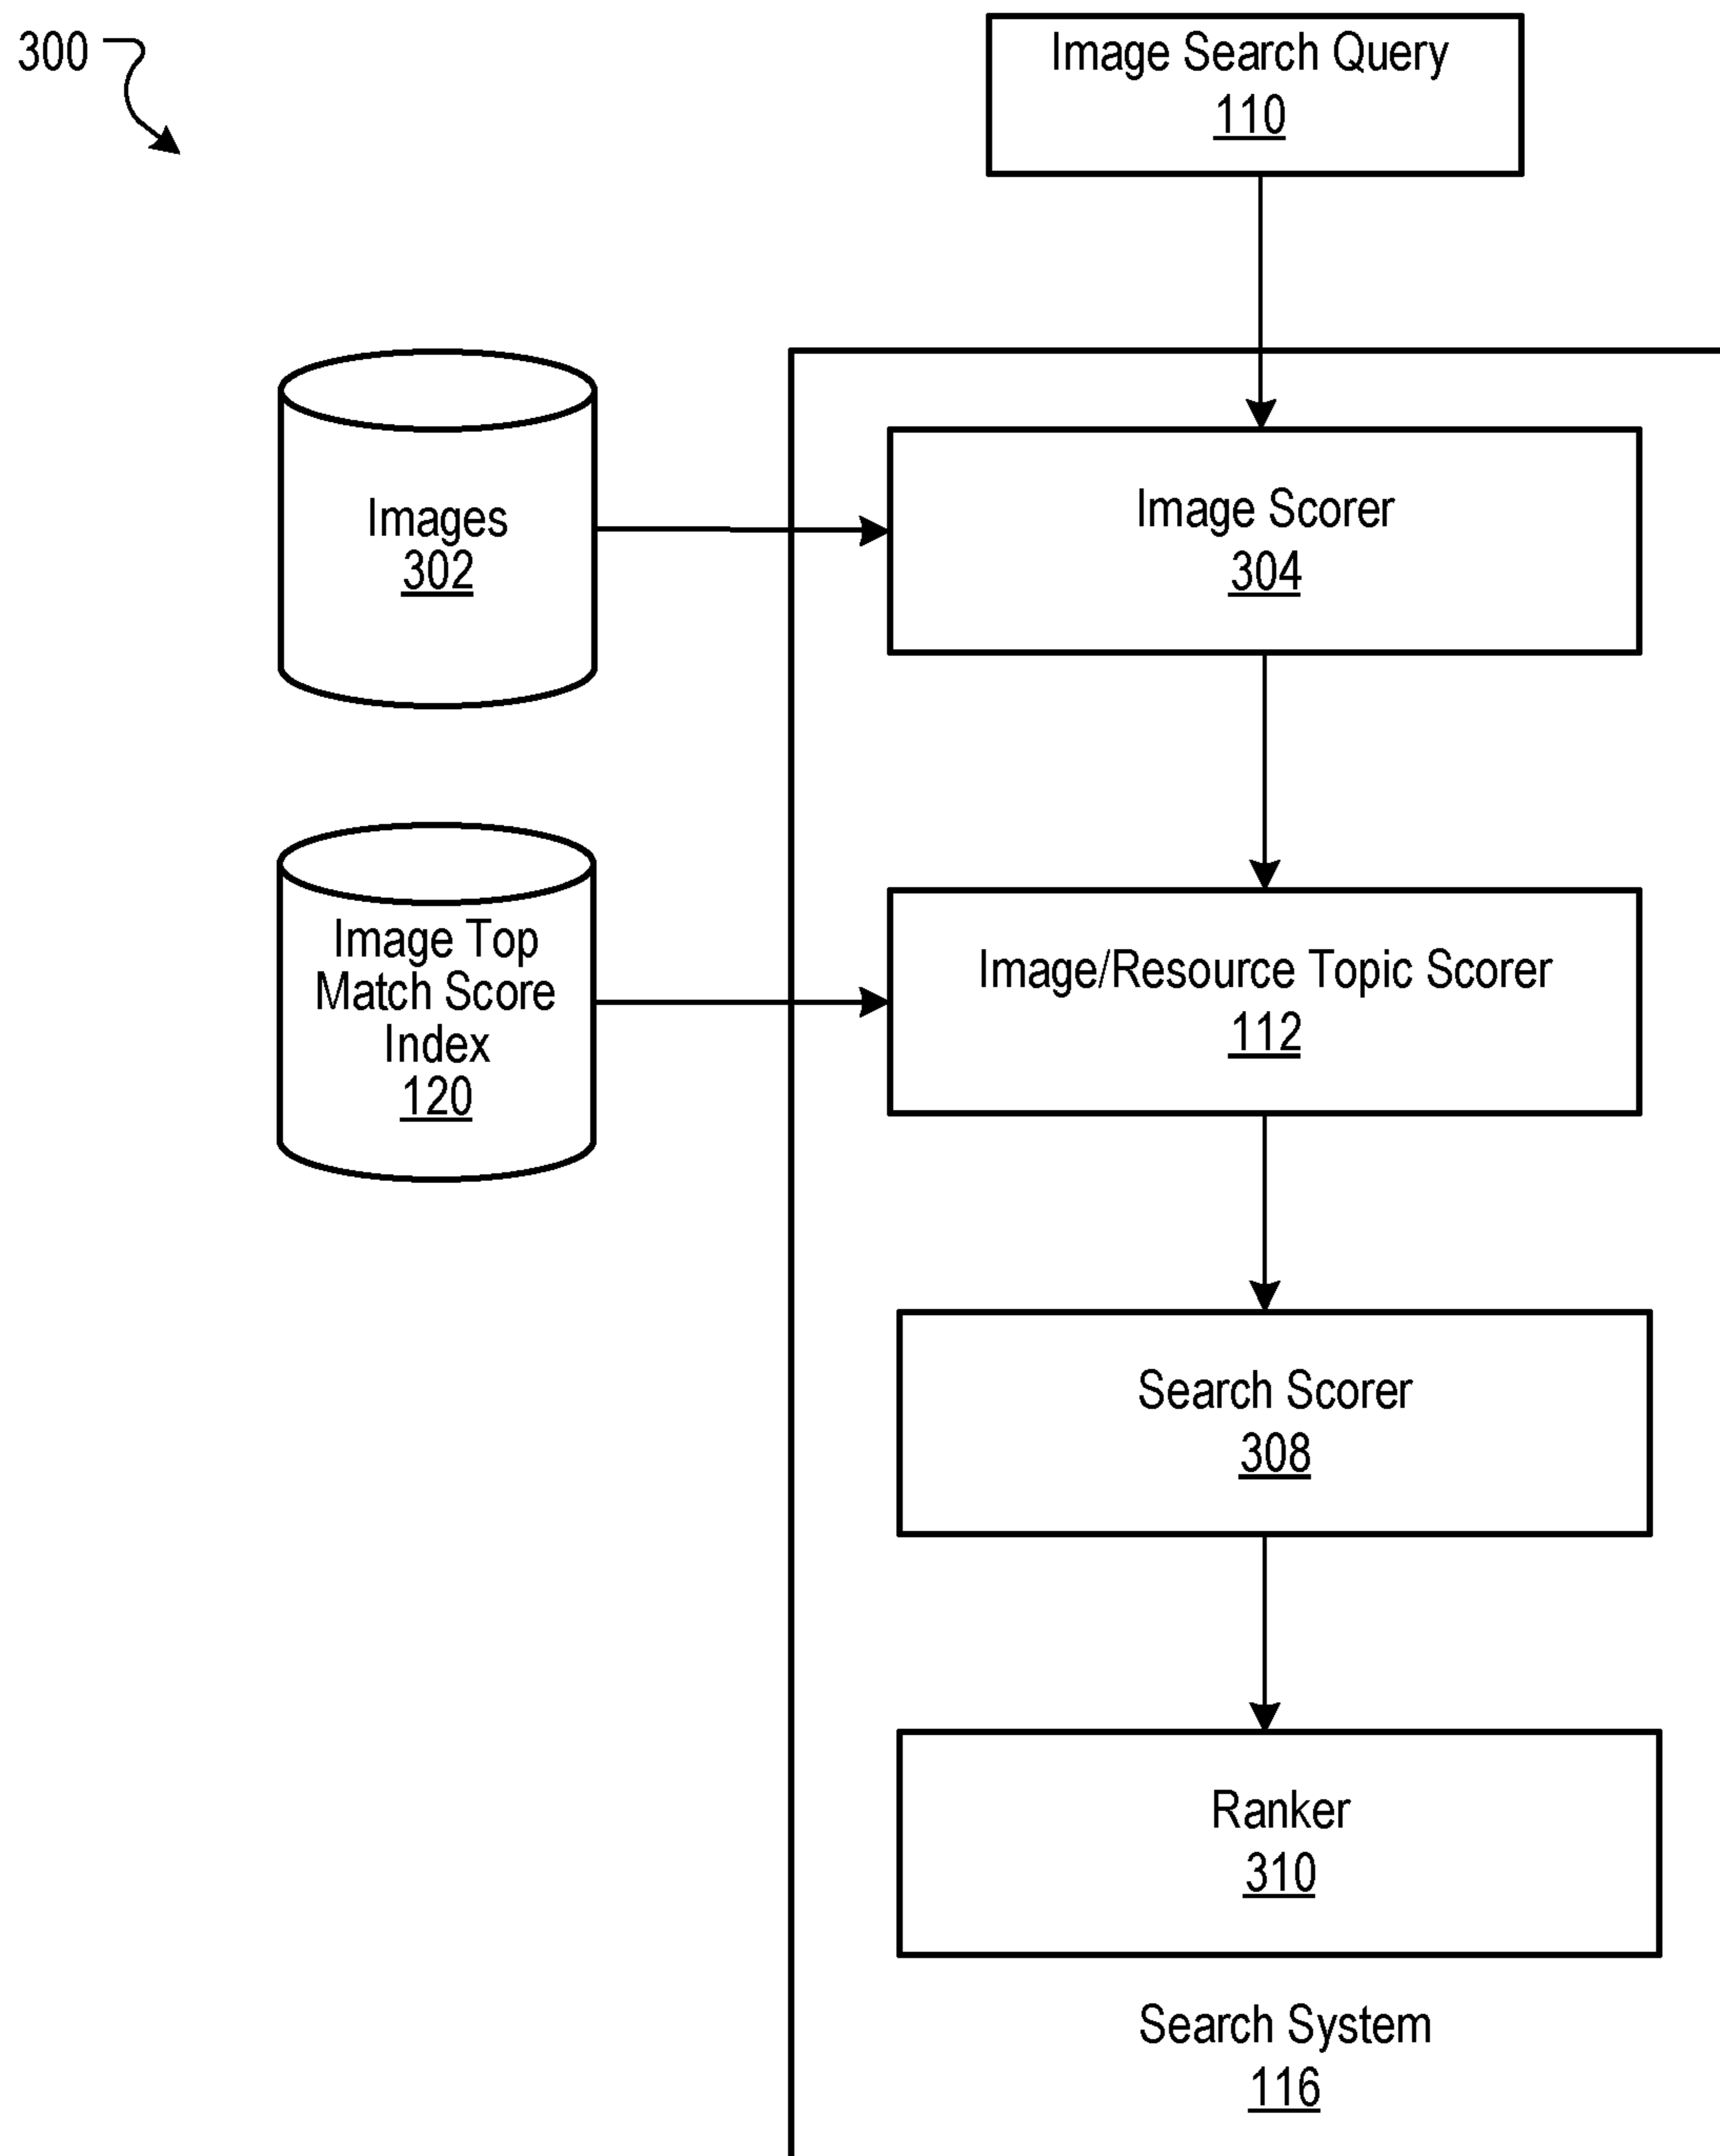 300
Image Search Query
110
Images
302
Image Scorer
304
Image Top
Match Score
Index
120
Image/Resource Topic Scorer
112
Search Scorer
308
Ranker
310
Search System
116